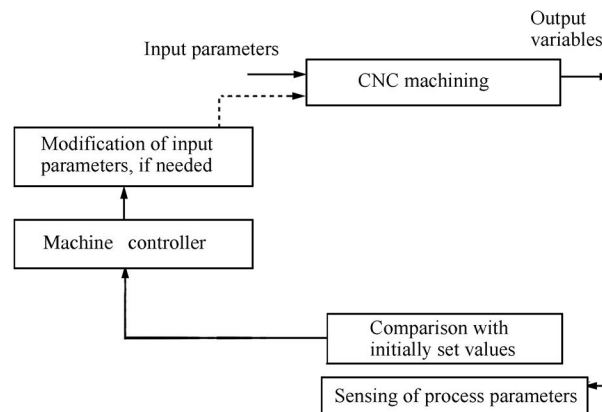 Output
variables
Input parameters
CNC machining
Modification of input
parameters, if needed
Machine controller
Comparison with
initially set values
Sensing of process parameters